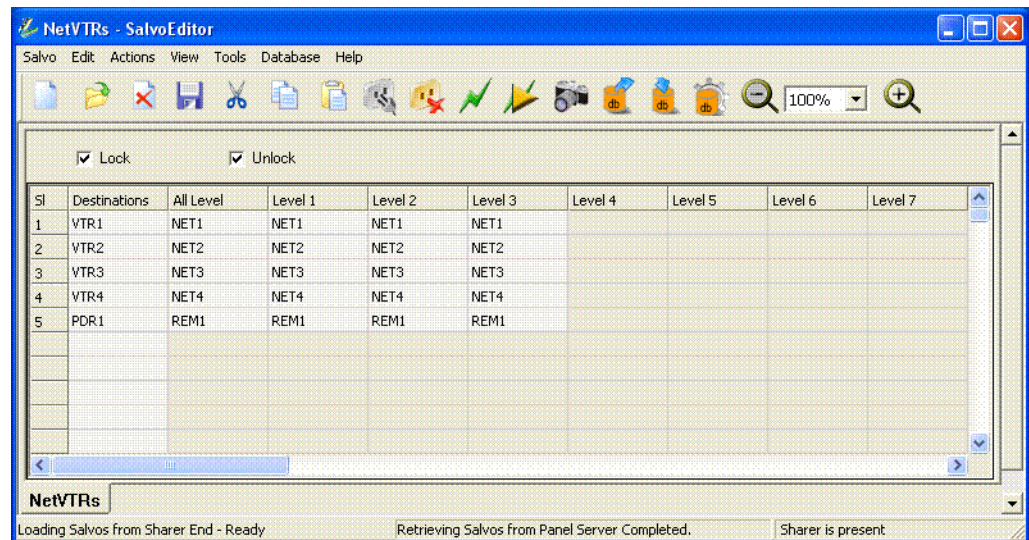 NetVTRs - SalvoEditor
Salvo Edit Actions View Tools Database Help
db db db 100%
Lock Unlock
Sl Destinations All Level Level 1 Level 2 Level 3 Level 4 Level 5 Level 6 Level 7
1 VTR1 NET1 NET1 NET1 NET1
2 VTR2 NET2 NET2 NET2 NET2
3 VTR3 NET3 NET3 NET3 NET3
4 VTR4 NET4 NET4 NET4 NET4
5 PDR1 REM1 REM1 REM1 REM1
NetVTRs
Loading Salvos from Sharer End - Ready Retrieving Salvos from Panel Server Completed. Sharer is present